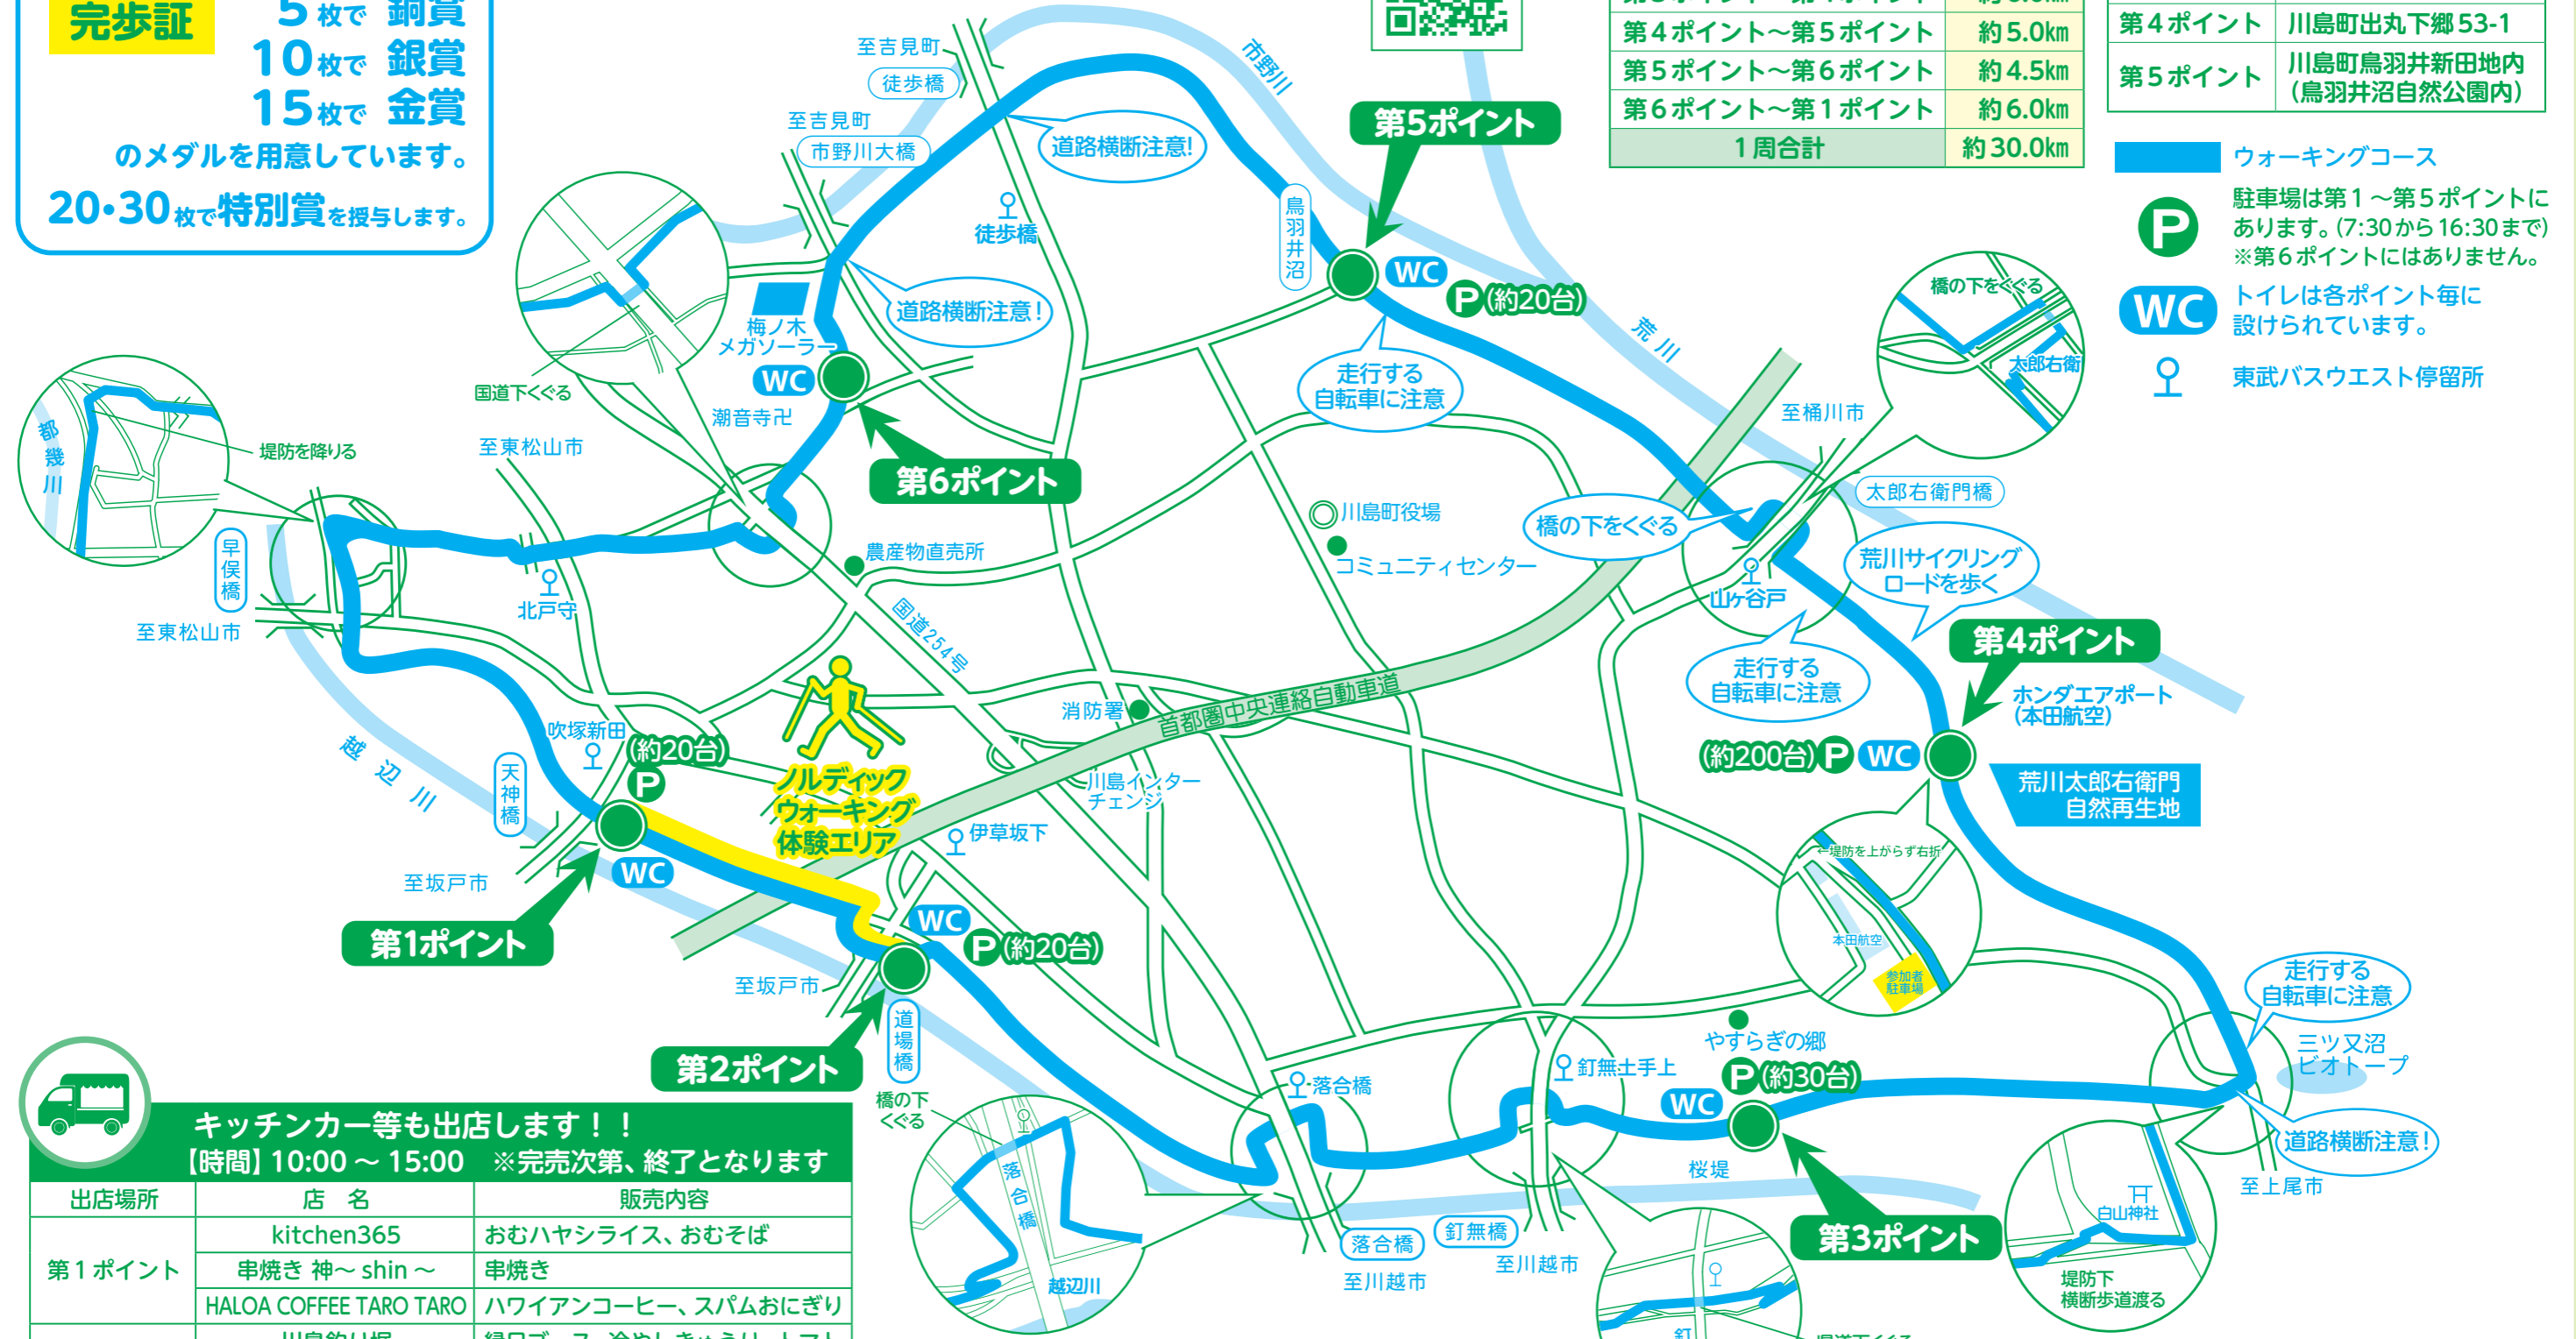 完歩証
5枚で 銅賞
10枚で 銀賞
15枚で 金賞
のメダルを用意しています。
20・30枚で特別賞を授与します。
第4ポイント～第5ポイント 約5.0㎞
第5ポイント～第6ポイント 約4.5㎞
第6ポイント～第1ポイント 約6.0㎞
1周合計 約30.0㎞
第4ポイント 川島町出丸下郷53-1
第5ポイント 川島町鳥羽井新田地内
(鳥羽井沼自然公園内)
ウォーキングコース
P
駐車場は第1～第5ポイントに
あります。(7:30から16:30まで)
※第6ポイントにはありません。
WC
トイレは各ポイント毎に
設けられています。
東武バスウエスト停留所
至吉見町
徒歩橋
至吉見町
市野川大橋
道路横断注意!
市野川
第5ポイント
徒歩橋
鳥羽井沼
WC
P(約20台)
道路横断注意!
梅ノ木
メガソーラー
WC
潮音寺卍
第6ポイント
国道下くぐる
走行する
自転車に注意
荒川
橋の下をくぐる
太郎右衛
至桶川市
太郎右衛門橋
都幾川
堤防を降りる
至東松山市
早俣橋
至東松山市
北戸守
農産物直売所
国道254号
川島町役場
コミュニティセンター
橋の下をくぐる
山ヶ谷戸
荒川サイクリング
ロードを歩く
走行する
自転車に注意
第4ポイント
ホンダエアポート
(本田航空)
(約200台)P WC
荒川太郎右衛門
自然再生地
越辺川
天神橋
吹塚新田
(約20台)
P
ノルディック
ウォーキング
体験エリア
消防署
首都圏中央連絡自動車道
川島インター
チェンジ
伊草坂下
WC
至坂戸市
第1ポイント
WC
P(約20台)
至坂戸市
道場橋
第2ポイント
←堤防を上がらず右折
本田航空
参加者
駐車場
走行する
自転車に注意
三ツ又沼
ビオトープ
道路横断注意!
至上尾市
やすらぎの郷
P(約30台)
WC
釘無土手上
落合橋
桜堤
第3ポイント
白山神社
堤防下
横断歩道渡る
橋の下
くぐる
落合橋
越辺川
落合橋
至川越市
釘無橋
至川越市
釘
キッチンカー等も出店します!!
【時間】10:00～15:00 ※完売次第、終了となります
出店場所 店 名 販売内容
第1ポイント
kitchen365 おむハヤシライス、おむそば
串焼き 神～shin～ 串焼き
HALOA COFFEE TARO TARO ハワイアンコーヒー、スパムおにぎり